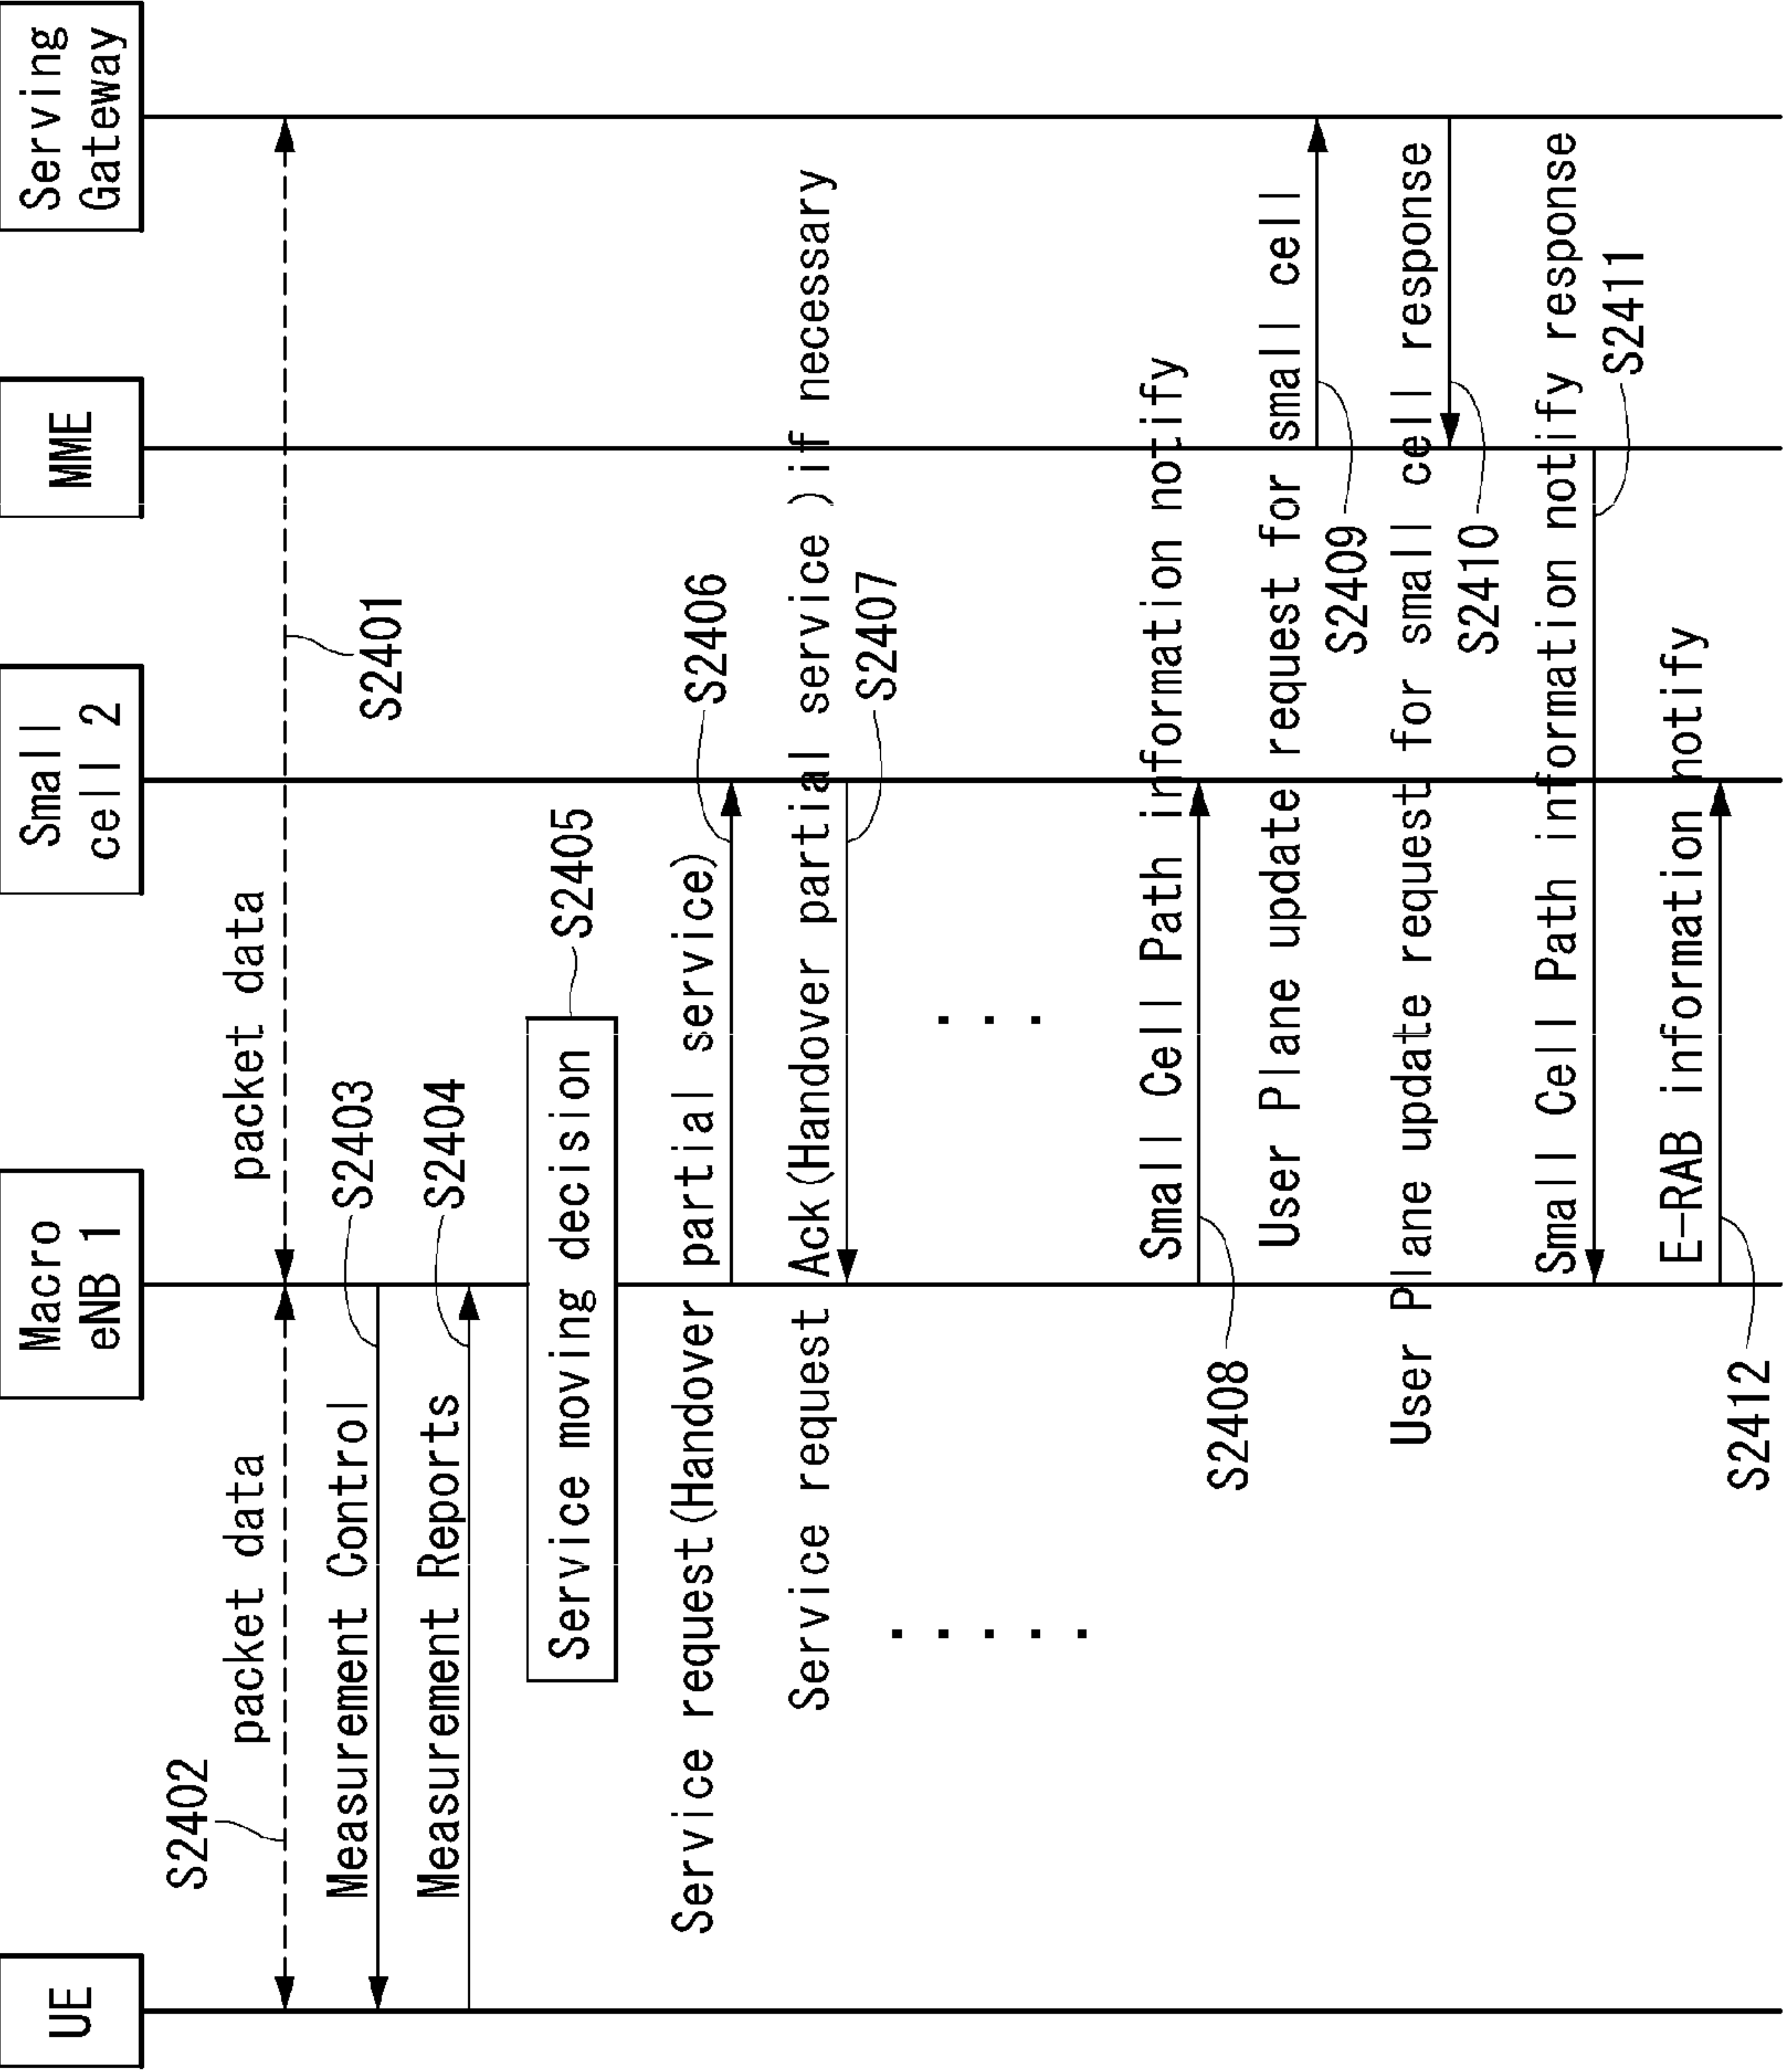 UE
Macro
eNB 1
Small
cell 2
MME
Serving
Gateway
S2402
packet data
packet data
S2401
Measurement Control
S2403
Measurement Reports
S2404
Service moving decision
S2405
Service request(Handover partial service)
S2406
Service request Ack(Handover partial service )if necessary
S2407
. . .
. . . . .
Small Cell Path information notify
S2408
User Plane update request for small cell
S2409
User Plane update request for small cell response
S2410
Small Cell Path information notify response
S2411
E-RAB information notify
S2412